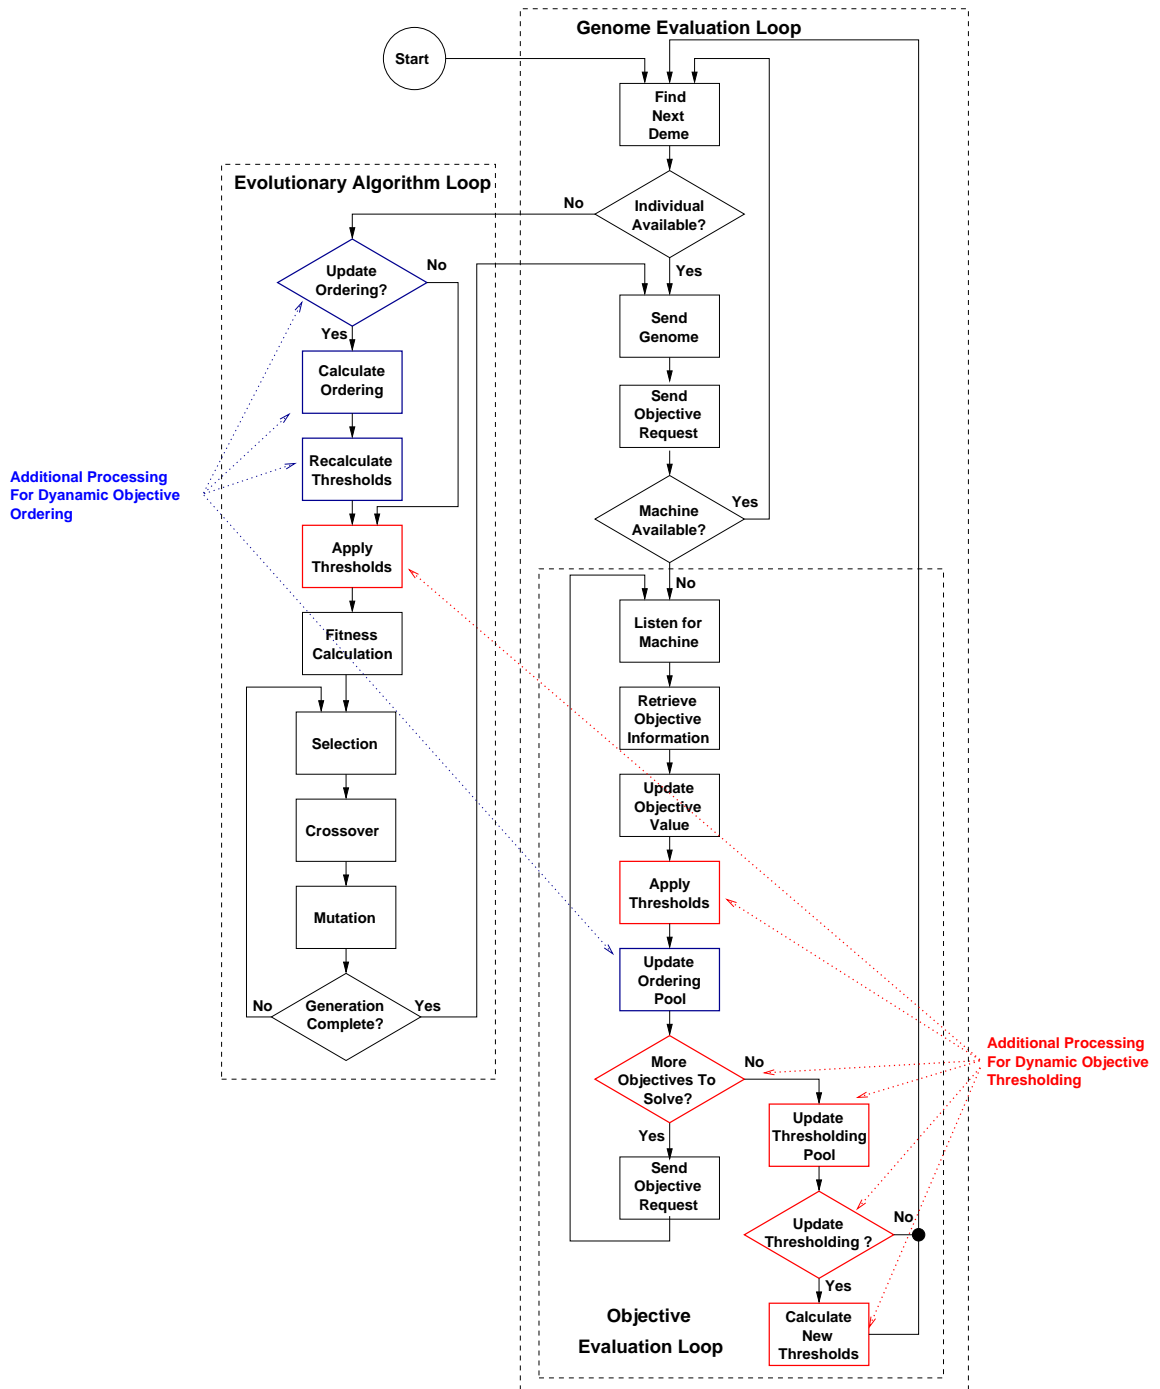 Genome Evaluation Loop
Start
Find
Next
Deme
Individual
Available?
No
Yes
Send
Genome
Send
Objective
Request
Machine
Available?
Yes
No
Evolutionary Algorithm Loop
Update
Ordering?
No
Yes
Calculate
Ordering
Recalculate
Thresholds
Apply
Thresholds
Fitness
Calculation
Selection
Crossover
Mutation
Generation
Complete?
No
Yes
Additional Processing
For Dyanamic Objective
Ordering
Listen for
Machine
Retrieve
Objective
Information
Update
Objective
Value
Apply
Thresholds
Update
Ordering
Pool
More
Objectives To
Solve?
No
Yes
Send
Objective
Request
Update
Thresholding
Pool
Update
Thresholding ?
No
Yes
Calculate
New
Thresholds
Objective
Evaluation Loop
Additional Processing
For Dynamic Objective
Thresholding